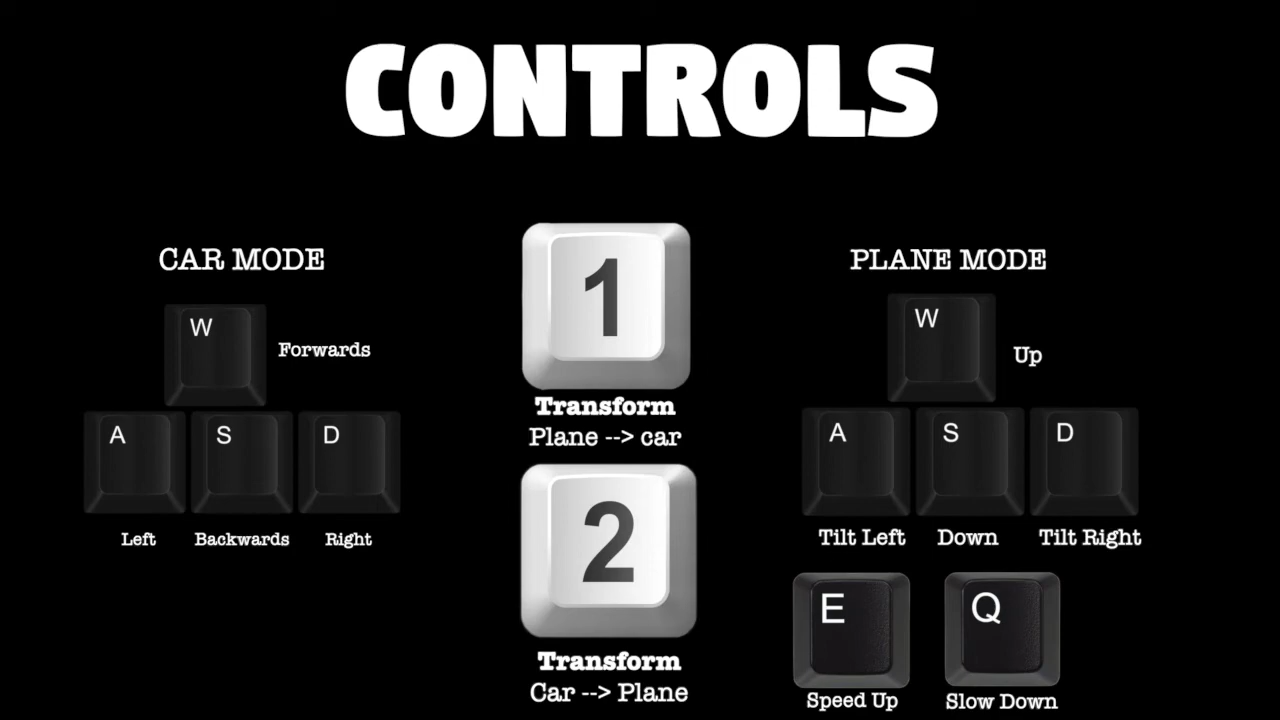 CONTROLS
CAR MODE
W
Forwards
A
S
D
Left
Backwards
Right
1
Transform
Plane --> car
2
Transform
Car --> Plane
PLANE MODE
W
Up
A
S
D
Tilt Left
Down
Tilt Right
E
Q
Speed Up
Slow Down